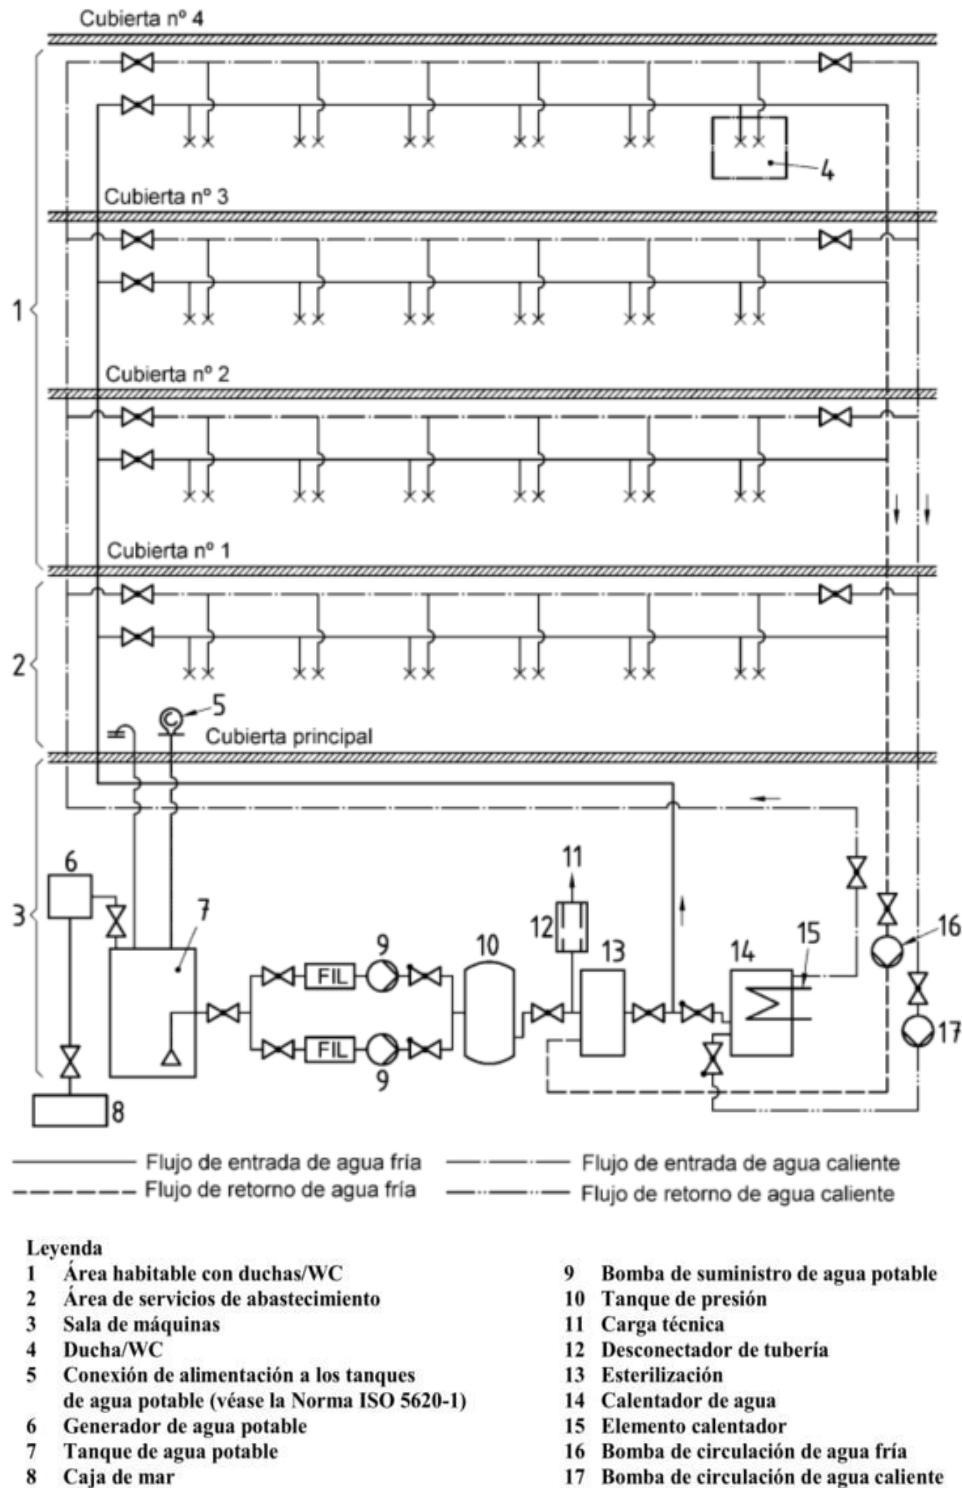 Cubierta nº 4
Cubierta nº 3
4
1
Cubierta nº 2
Cubierta nº 1
2
5
Cubierta principal
6
7
3
11
12
9
10
13
14
15
16
FIL
FIL
17
9
8
Flujo de entrada de agua fría
Flujo de entrada de agua caliente
Flujo de retorno de agua fría
Flujo de retorno de agua caliente
Leyenda
1 Área habitable con duchas/WC
2 Área de servicios de abastecimiento
3 Sala de máquinas
4 Ducha/WC
5 Conexión de alimentación a los tanques
de agua potable (véase la Norma ISO 5620-1)
6 Generador de agua potable
7 Tanque de agua potable
8 Caja de mar
9 Bomba de suministro de agua potable
10 Tanque de presión
11 Carga técnica
12 Desconectador de tubería
13 Esterilización
14 Calentador de agua
15 Elemento calentador
16 Bomba de circulación de agua fría
17 Bomba de circulación de agua caliente